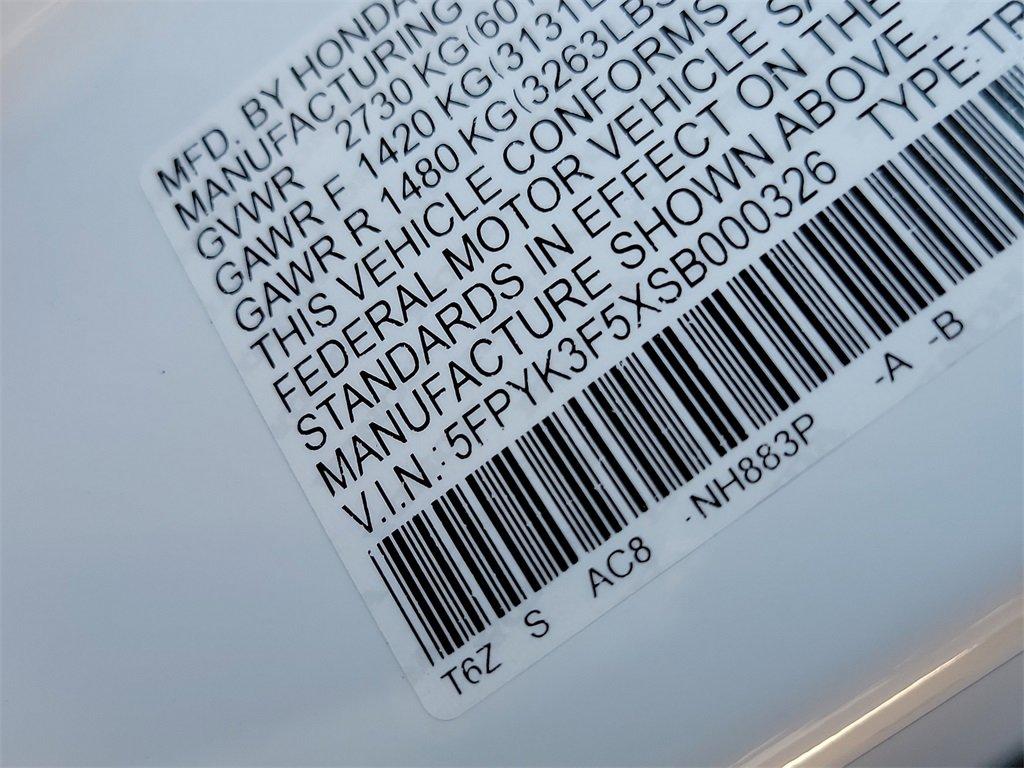 MFD. BY HONDA
MANUFACTURING
GVWR 2730 KG(601
GAWR F 1420 KG(3131L
GAWR R 1480 KG(3263LBS
THIS VEHICLE CONFORMS
FEDERAL MOTOR VEHICLE SA
STANDARDS IN EFFECT ON THE
MANUFACTURE SHOWN ABOVE.
V.I.N.: 5FPYK3F5XSB000326 TYPE: TR
T6Z S AC8 -NH883P -A -B